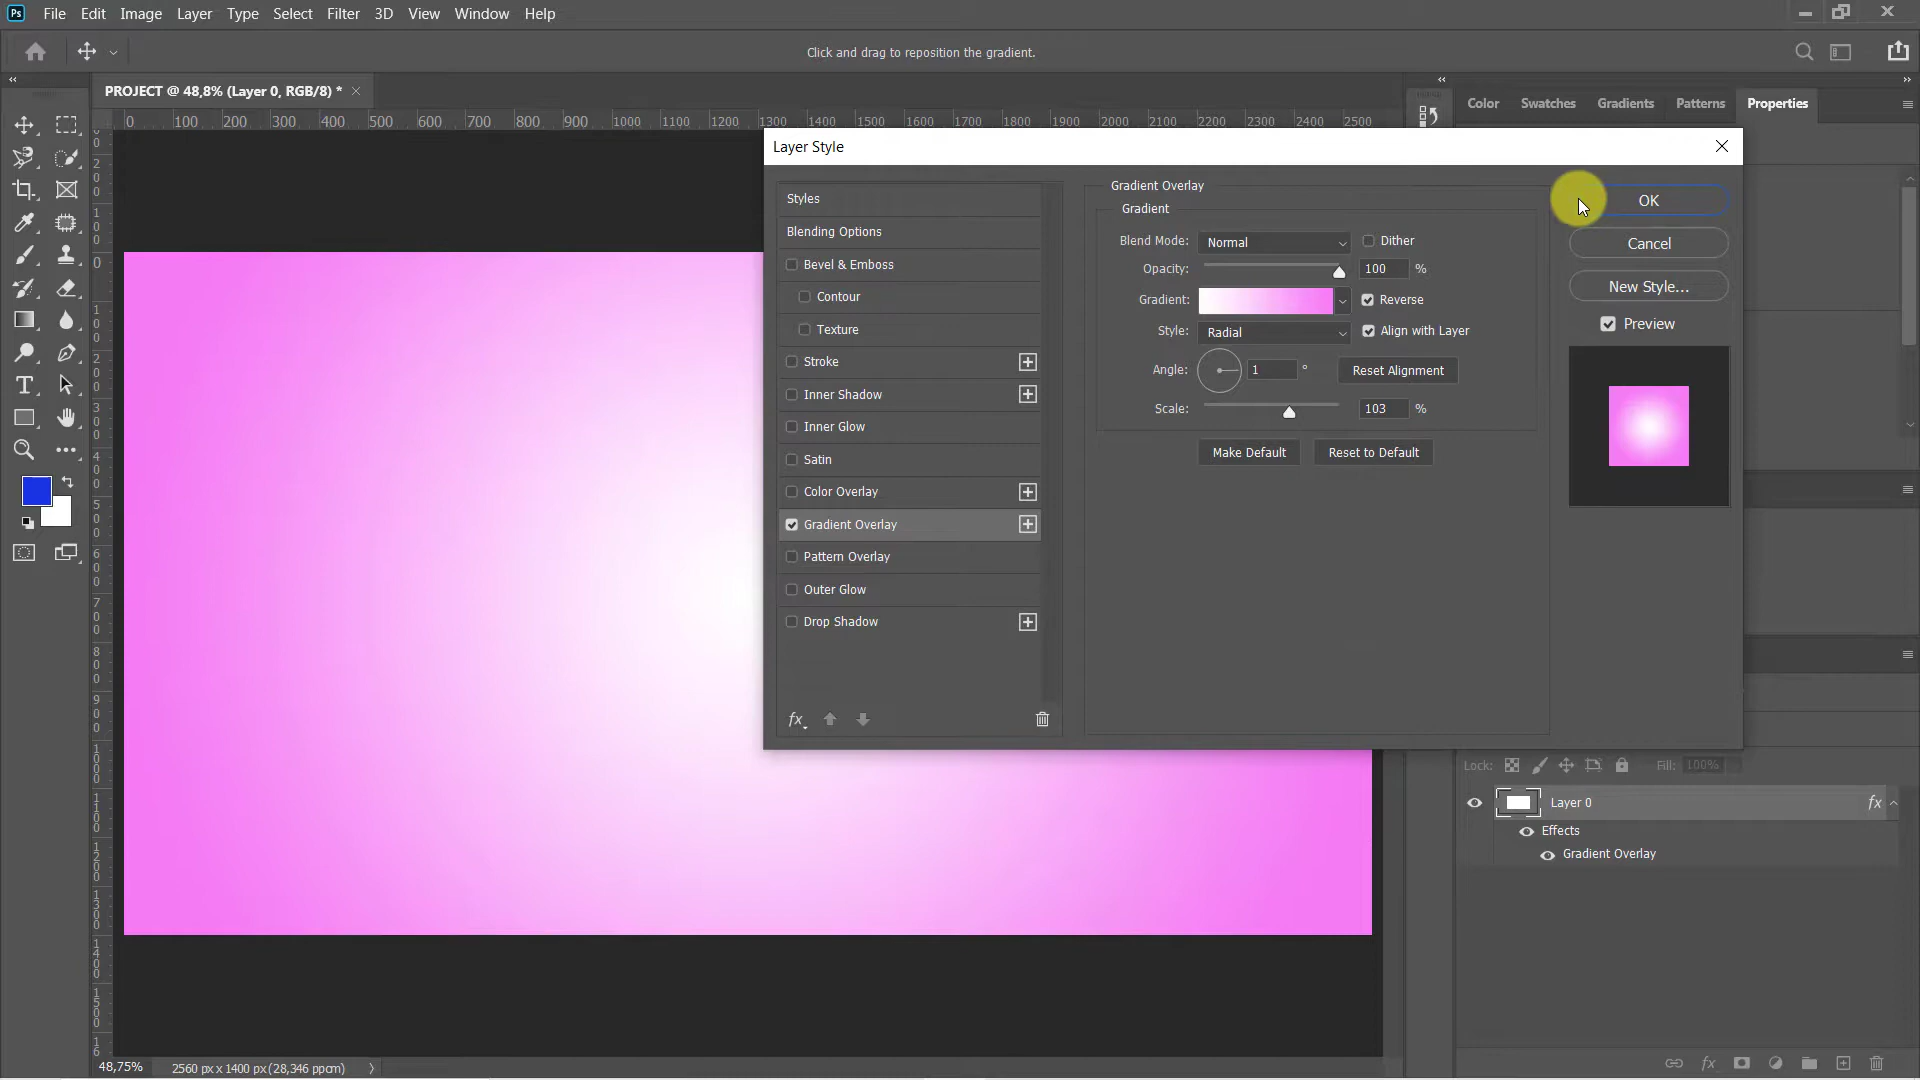 Ps File Edit Image Layer Type Select Filter 3D View Window Help
Click and drag to reposition the gradient.
PROJECT @ 48,8% (Layer 0, RGB/8) *
Color Swatches Gradients Patterns Properties
0 100 200 300 400 500 600 700 800 900 1000 1100 1200 1300 1400 1500 1600 1700 1800 1900 2000 2100 2200 2300 2400 2500
Layer Style
Styles
Blending Options
Bevel & Emboss
Contour
Texture
Stroke
Inner Shadow
Inner Glow
Satin
Color Overlay
Gradient Overlay
Pattern Overlay
Outer Glow
Drop Shadow
fx
Gradient Overlay
Gradient
Blend Mode: Normal Dither
Opacity: 100 %
Gradient: Reverse
Style: Radial Align with Layer
Angle: 1 ° Reset Alignment
Scale: 103 %
Make Default Reset to Default
OK
Cancel
New Style...
Preview
Lock: Fill: 100%
Layer 0 fx
Effects
Gradient Overlay
48,75% 2560 px x 1400 px (28,346 ppcm)
fx